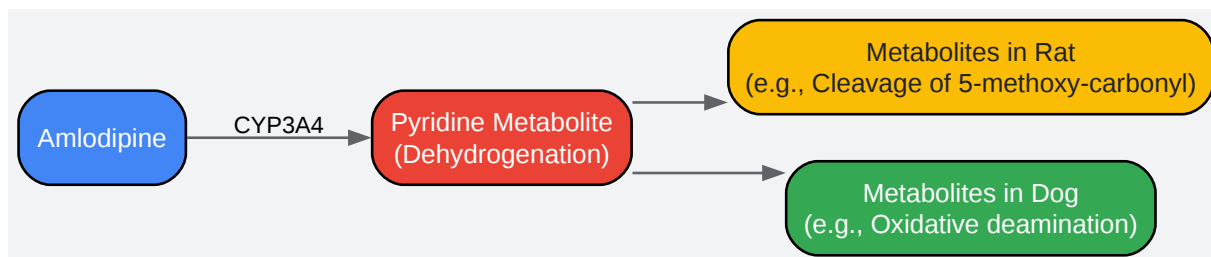 Amlodipine
CYP3A4
Pyridine Metabolite
(Dehydrogenation)
Metabolites in Rat
(e.g., Cleavage of 5-methoxy-carbonyl)
Metabolites in Dog
(e.g., Oxidative deamination)